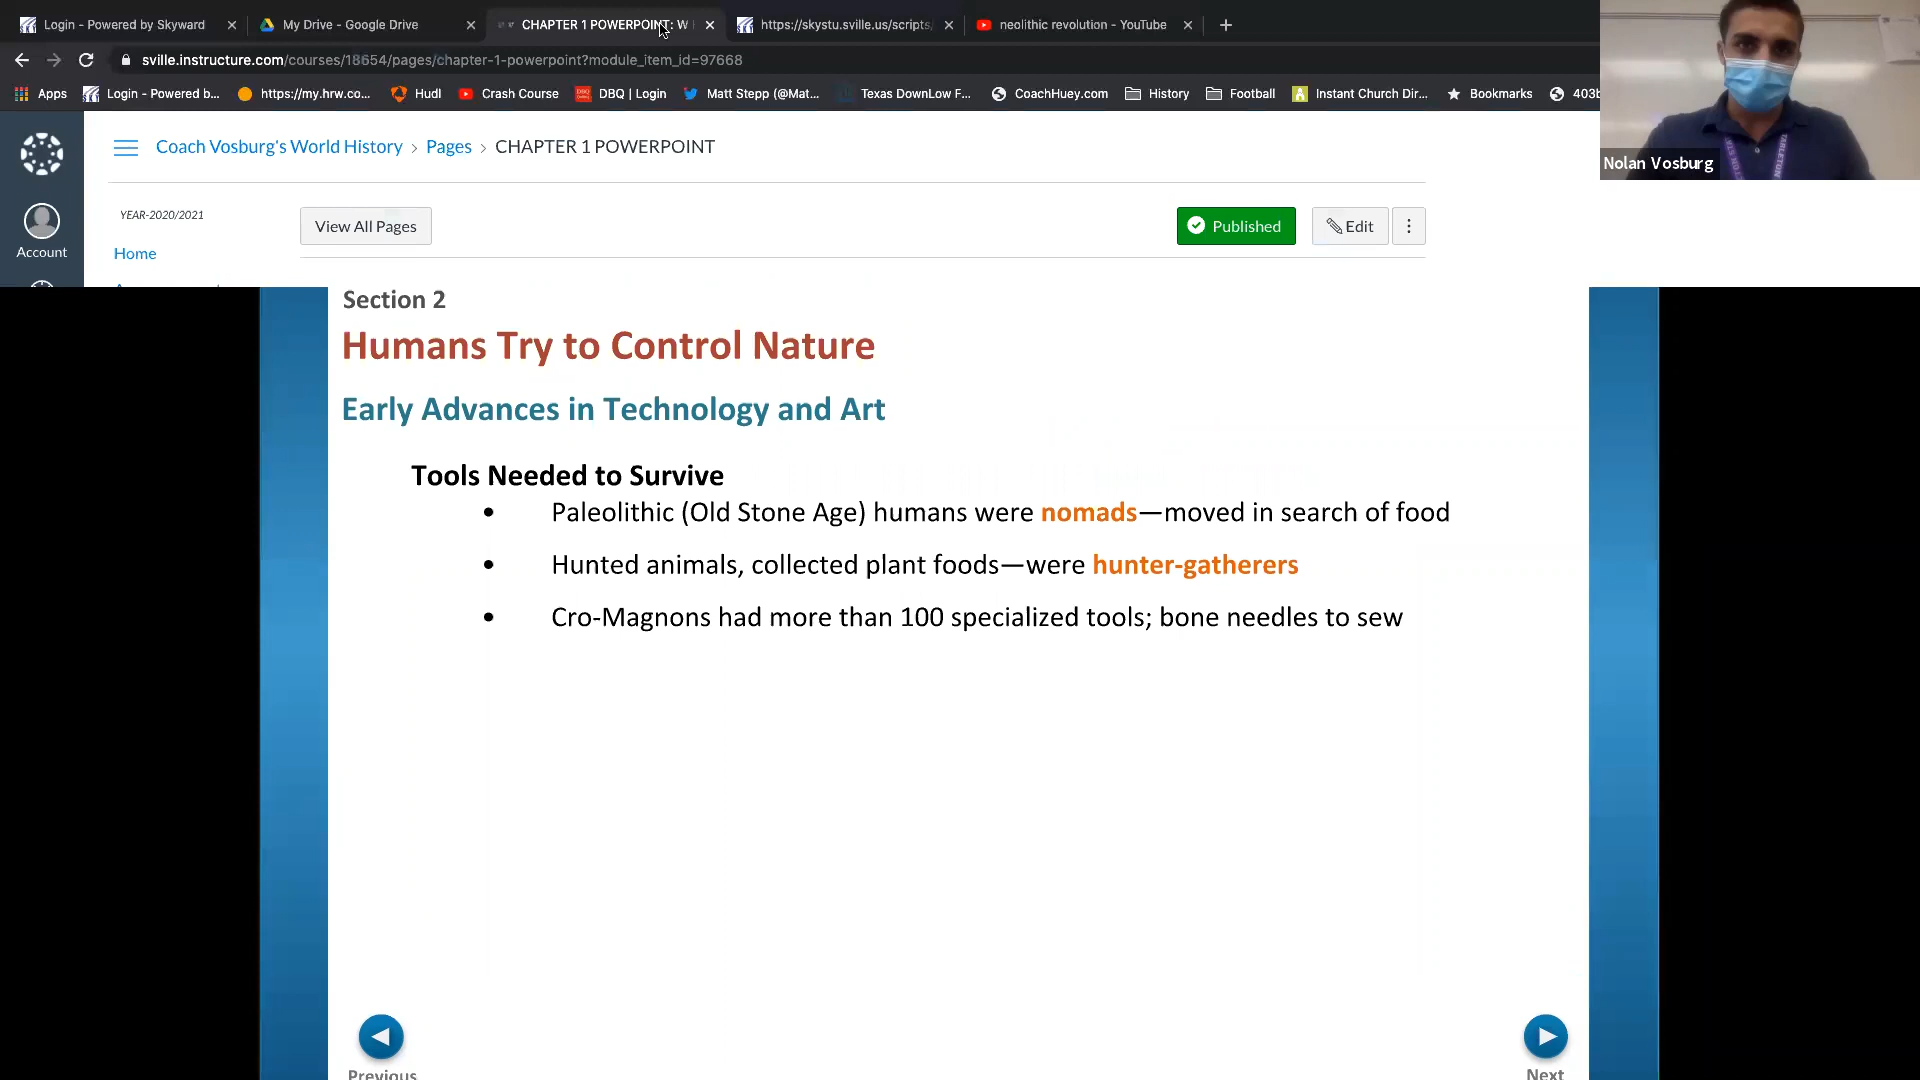 Login - Powered by Skyward
My Drive - Google Drive
CHAPTER 1 POWERPOINT: W
https://skystu.sville.us/scripts/
neolithic revolution - YouTube
sville.instructure.com/courses/18654/pages/chapter-1-powerpoint?module_item_id=97668
Apps
Login - Powered b...
https://my.hrw.co...
Hudl
Crash Course
DBQ | Login
Matt Stepp (@Mat...
Texas DownLow F...
CoachHuey.com
History
Football
Instant Church Dir...
Bookmarks
403b
Coach Vosburg's World History > Pages > CHAPTER 1 POWERPOINT
Nolan Vosburg
TARLETON
YEAR-2020/2021
View All Pages
Published
Edit
Account
Home
Section 2
Humans Try to Control Nature
Early Advances in Technology and Art
Tools Needed to Survive
• Paleolithic (Old Stone Age) humans were nomads—moved in search of food
• Hunted animals, collected plant foods—were hunter-gatherers
• Cro-Magnons had more than 100 specialized tools; bone needles to sew
Previous
Next